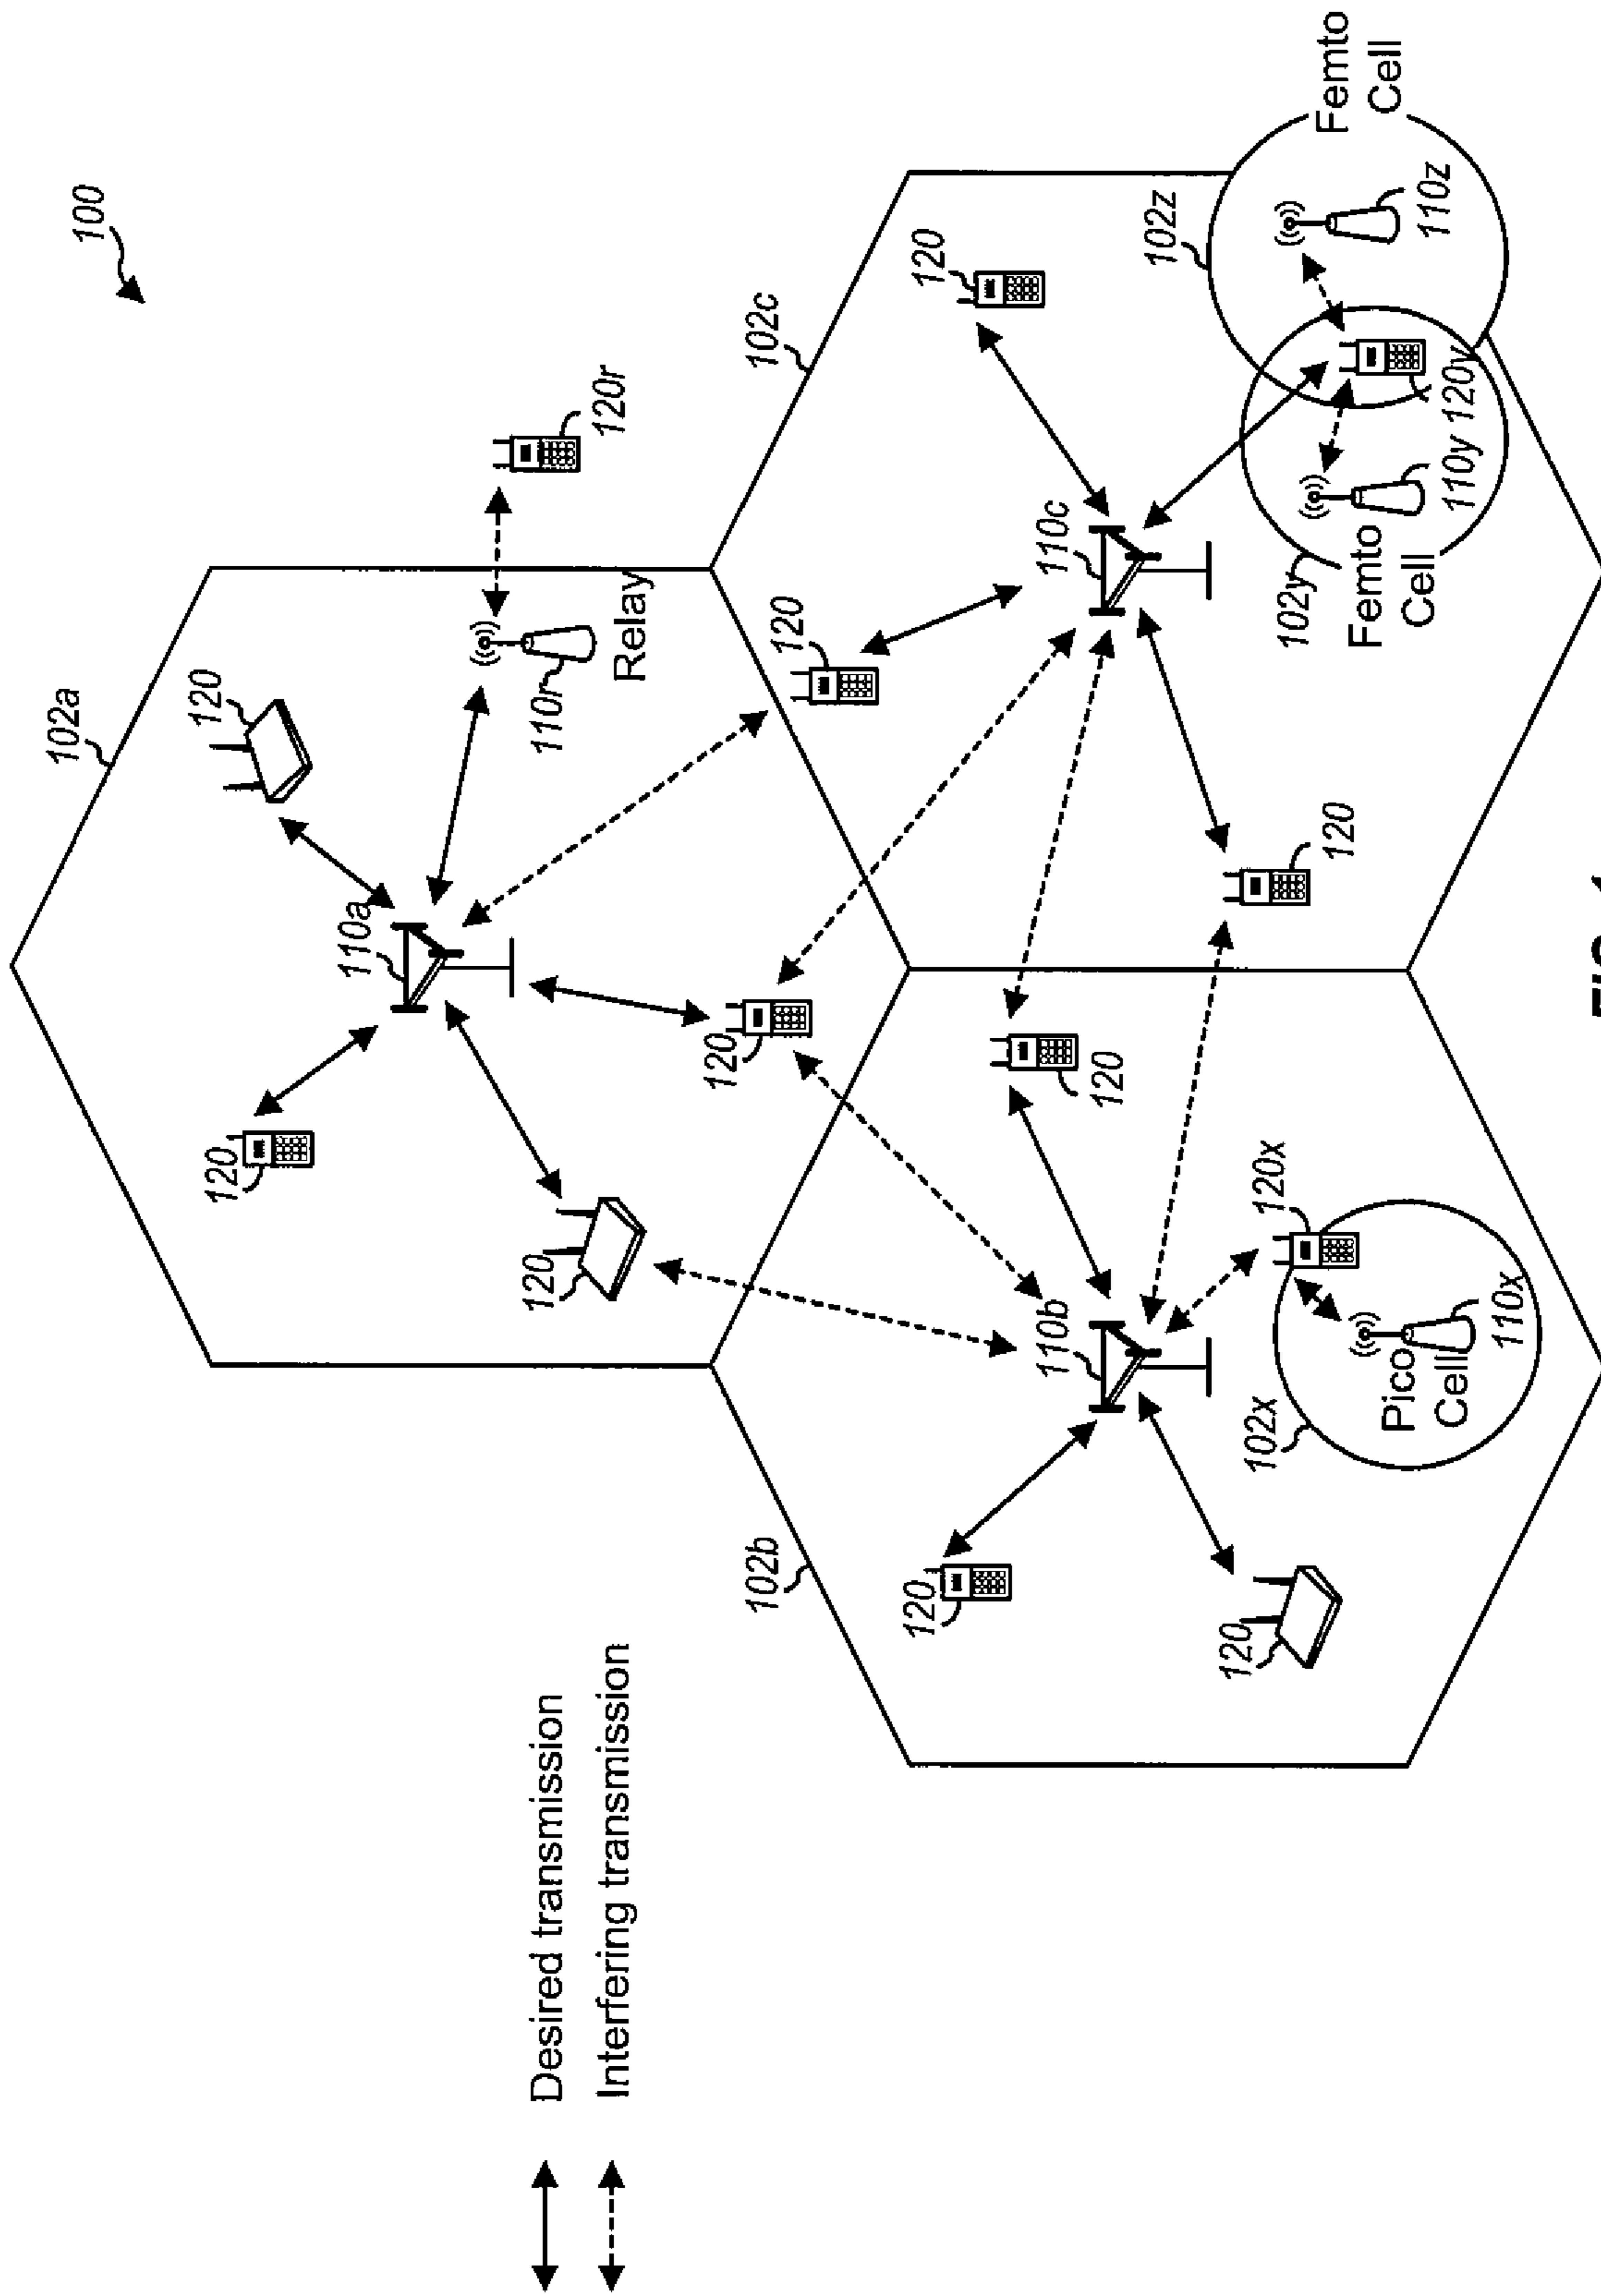 100
102a
120
120
110a
120
110r
Relay
120r
120
120
102c
120
110c
120
120
102z
Femto
Cell
110z
120y
110y
102y
Femto
Cell
102b
120
120
110b
120
120x
102x
Pico
Cell
110x
Desired transmission
Interfering transmission